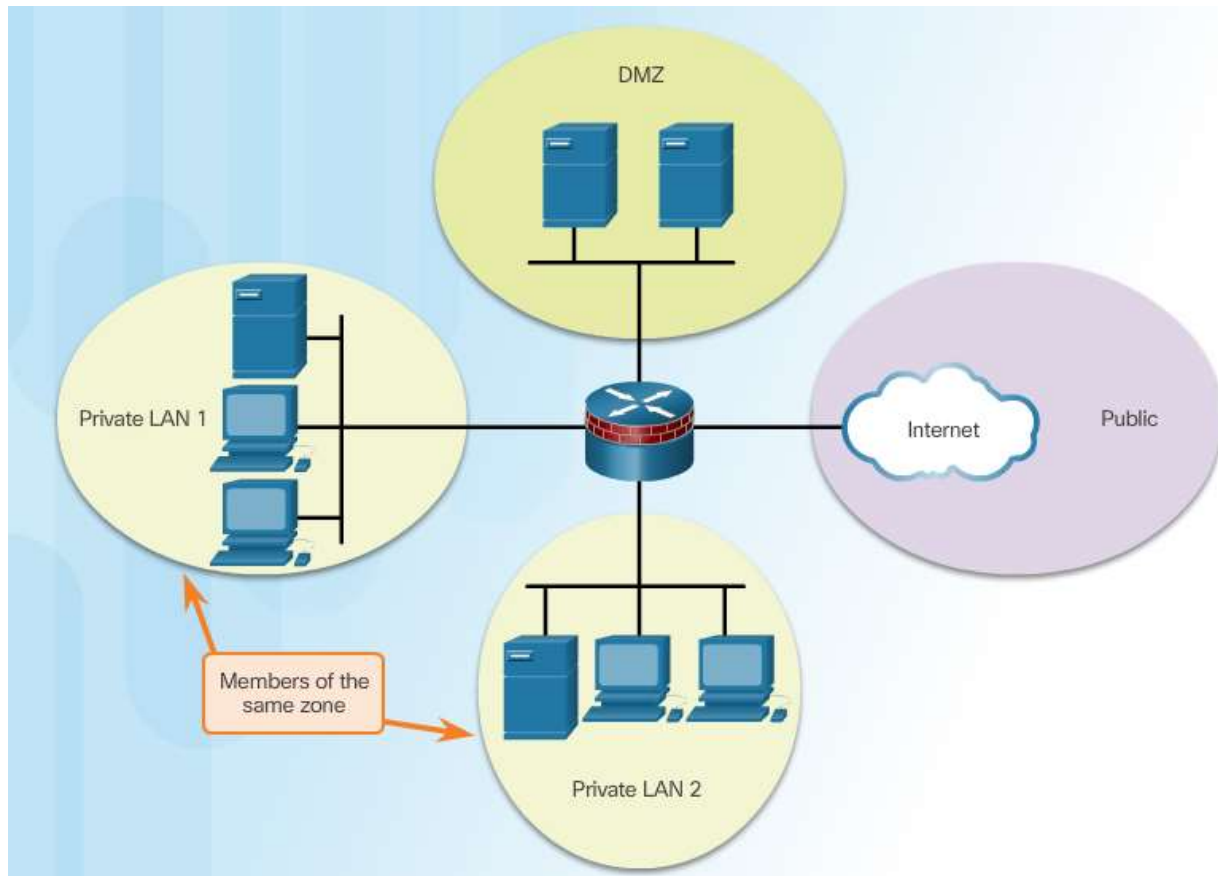 DMZ
Private LAN 1
Internet
Public
Members of the
same zone
Private LAN 2